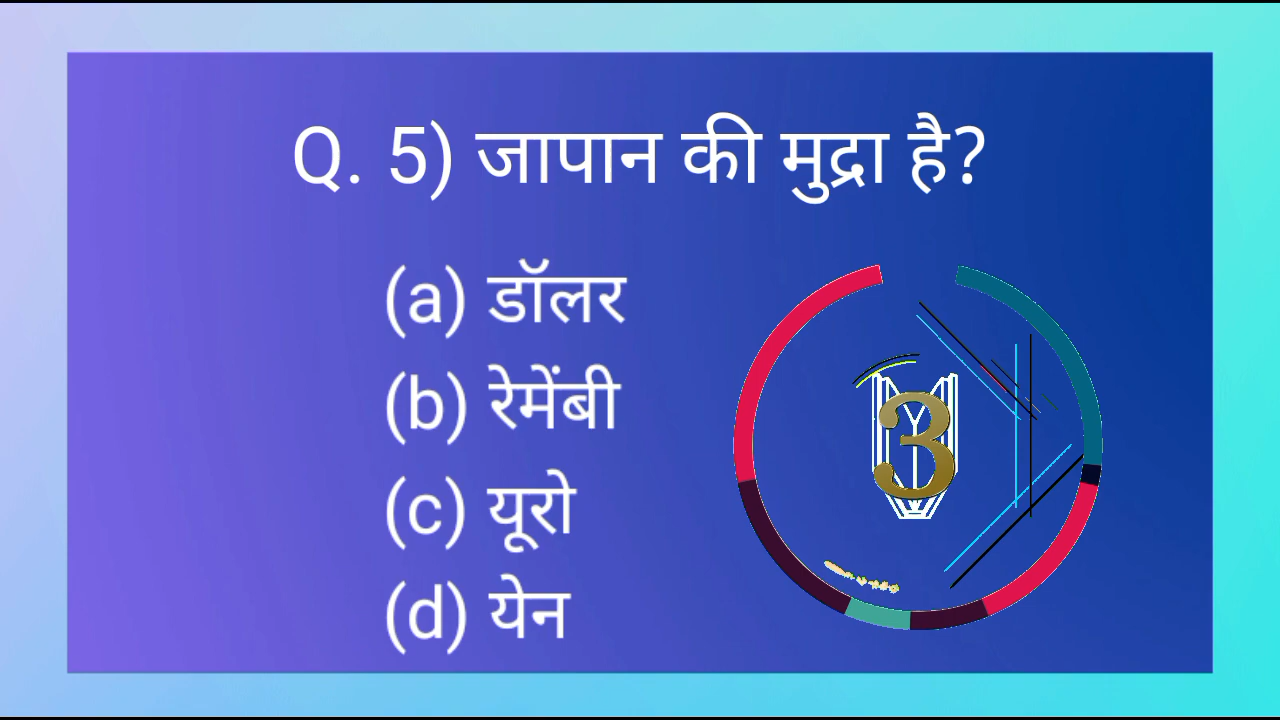 Q. 5) जापान की मुद्रा है?
(a) डॉलर
(b) रेमेंबी
(c) यूरो
(d) येन
3